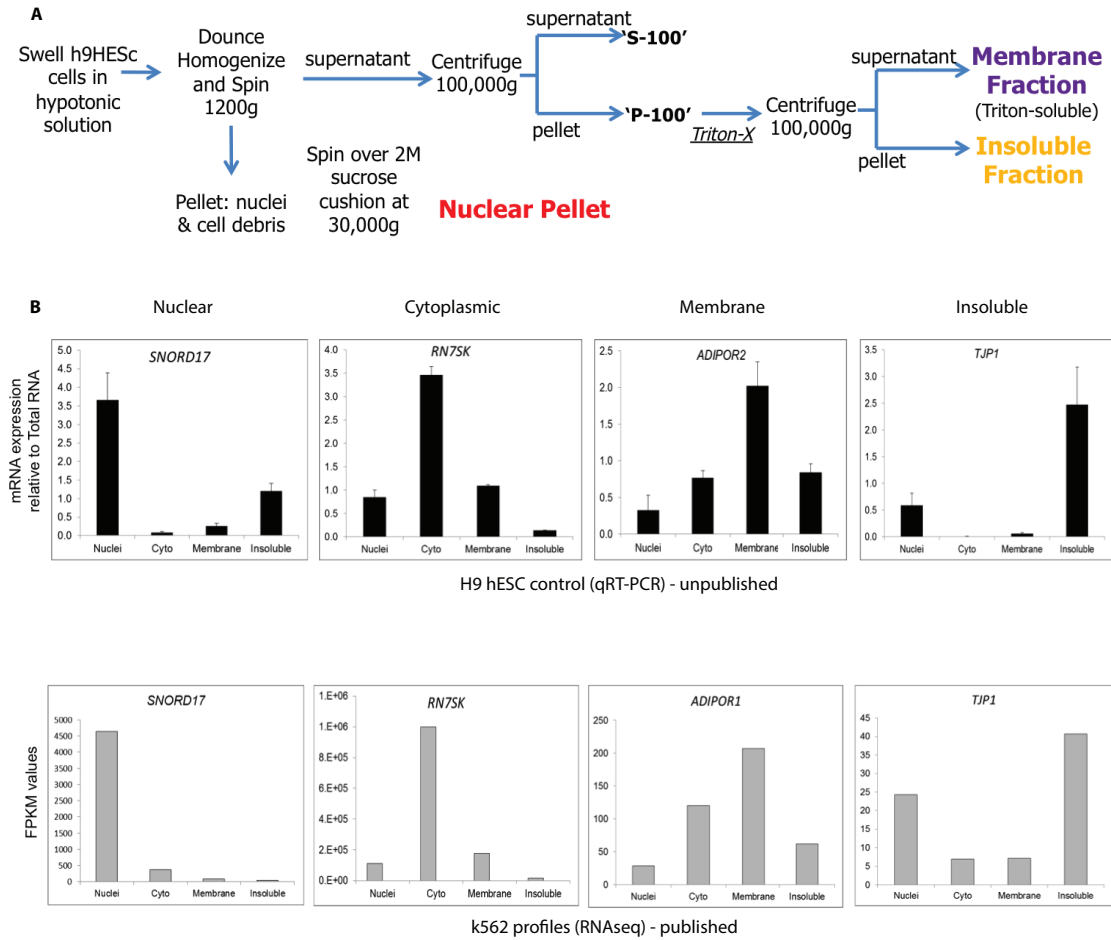 A
Swell h9HESc
cells in
hypotonic
solution
Dounce
Homogenize
and Spin
1200g
supernatant
Centrifuge
100,000g
supernatant
'S-100'
pellet
'P-100'
Triton-X
Centrifuge
100,000g
supernatant
Membrane
Fraction
(Triton-soluble)
pellet
Insoluble
Fraction
Pellet: nuclei
& cell debris
Spin over 2M
sucrose
cushion at
30,000g
Nuclear Pellet
B
Nuclear
Cytoplasmic
Membrane
Insoluble
mRNA expression
relative to Total RNA
SNORD17
5.0
4.5
4.0
3.5
3.0
2.5
2.0
1.5
1.0
0.5
0.0
Nuclei Cyto Membrane Insoluble
RN7SK
4.0
3.5
3.0
2.5
2.0
1.5
1.0
0.5
0.0
Nuclei Cyto Membrane Insoluble
ADIPOR2
2.5
2.0
1.5
1.0
0.5
0.0
Nuclei Cyto Membrane Insoluble
TJP1
3.5
3.0
2.5
2.0
1.5
1.0
0.5
0.0
Nuclei Cyto Membrane Insoluble
H9 hESC control (qRT-PCR) - unpublished
FPKM values
SNORD17
5000
4500
4000
3500
3000
2500
2000
1500
1000
500
0
Nuclei Cyto Membrane Insoluble
RN7SK
1.E+06
1.E+06
8.E+05
6.E+05
4.E+05
2.E+05
0.E+00
Nuclei Cyto Membrane Insoluble
ADIPOR1
250
200
150
100
50
0
Nuclei Cyto Membrane Insoluble
TJP1
45
40
35
30
25
20
15
10
5
0
Nuclei Cyto Membrane Insoluble
k562 profiles (RNAseq) - published